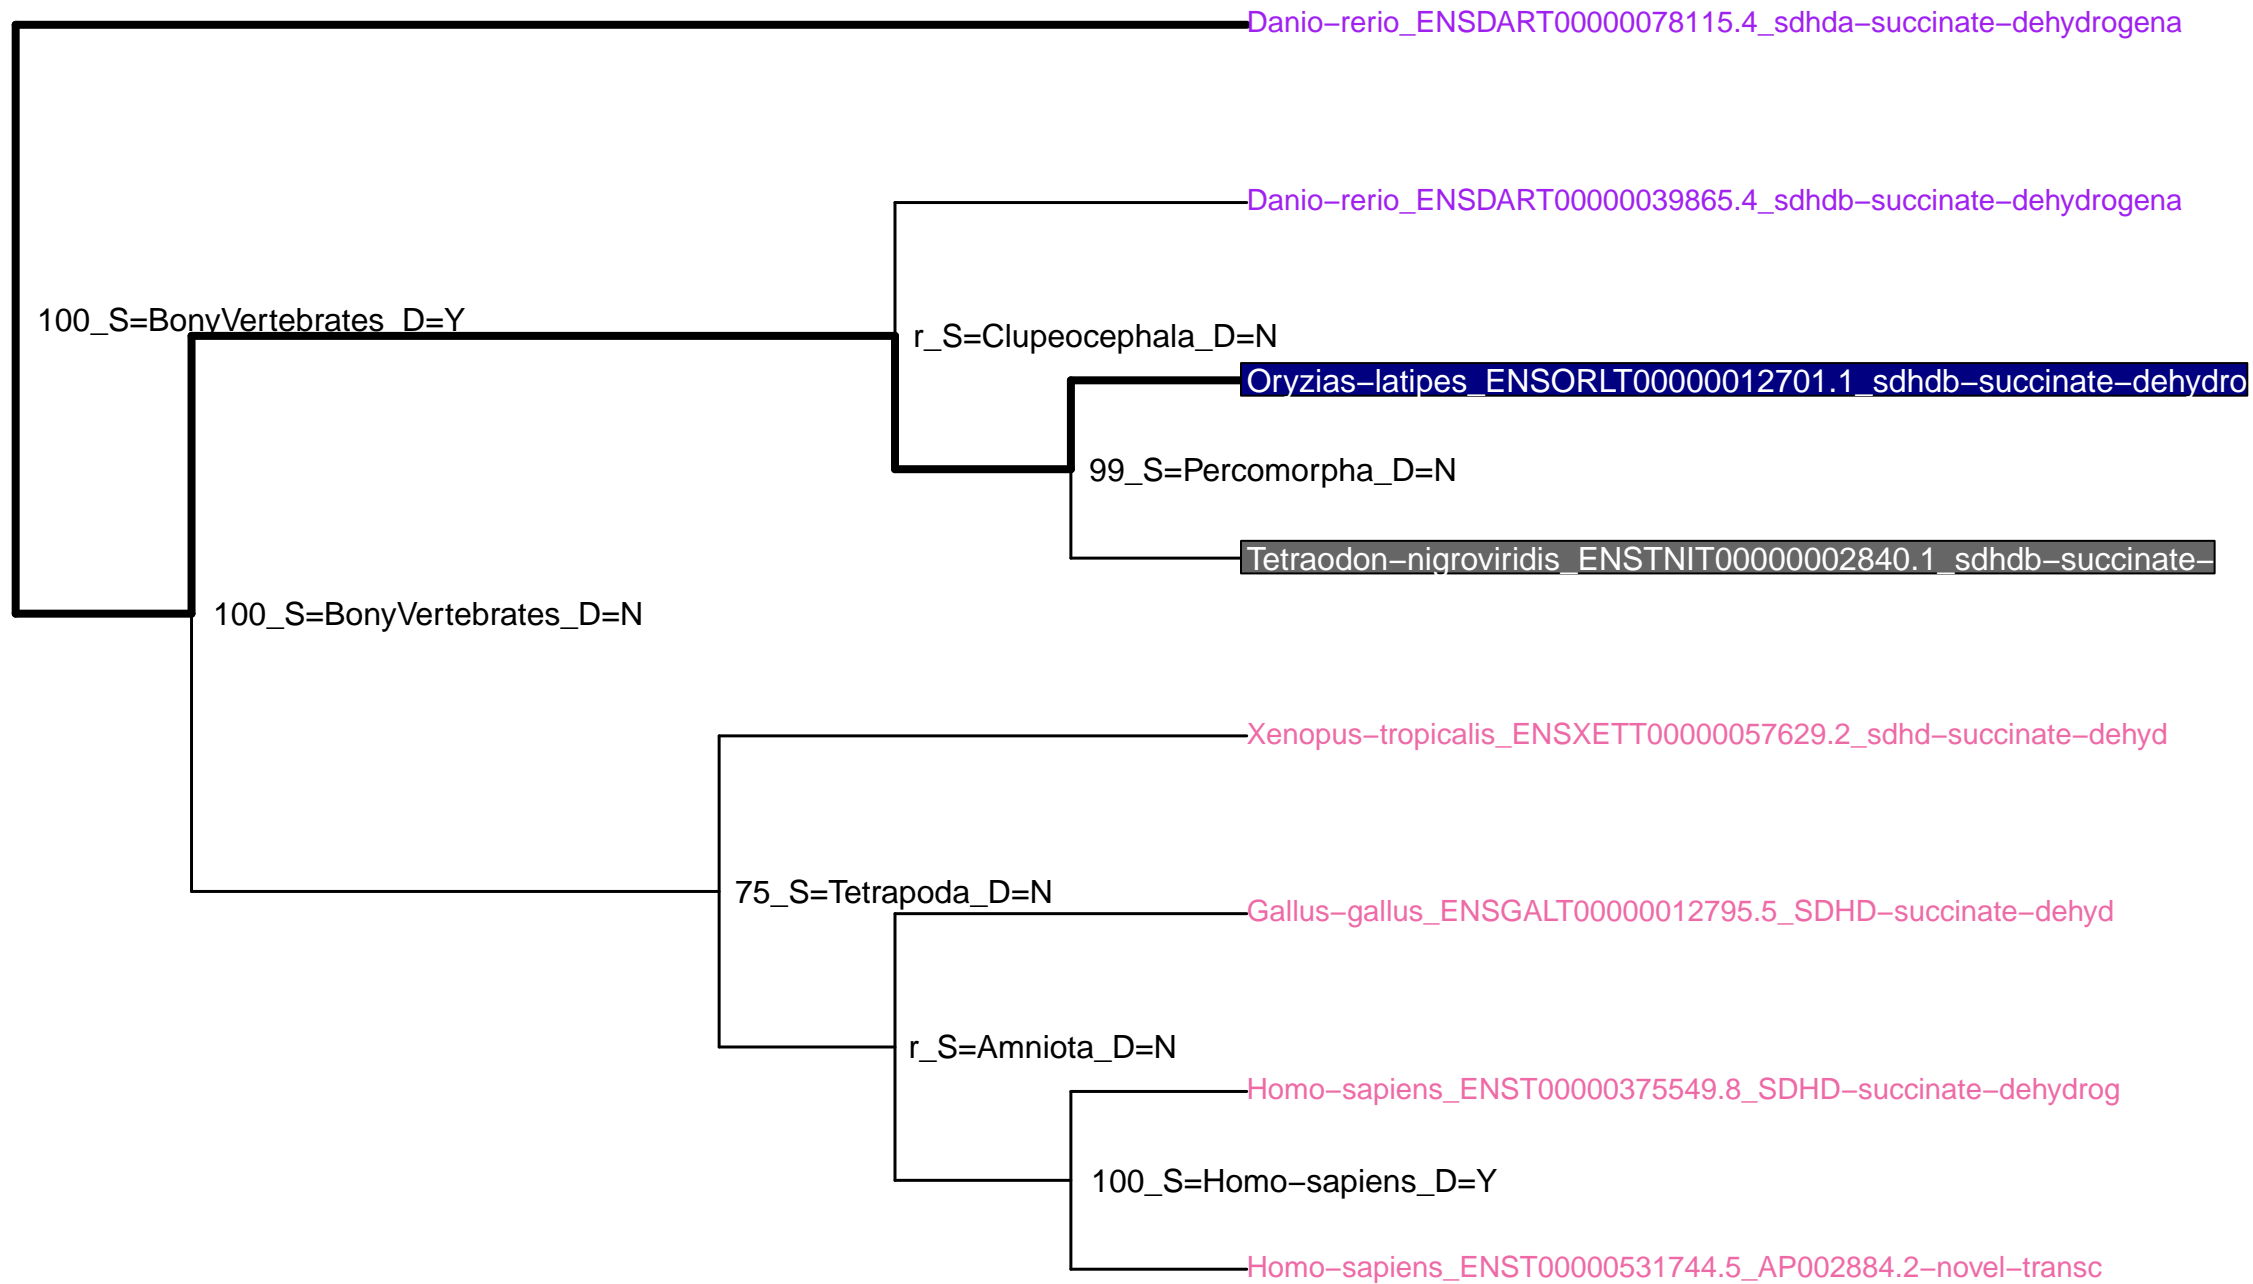 Danio−rerio_ENSDART00000078115.4_sdhda−succinate−dehydrogena
Danio−rerio_ENSDART00000039865.4_sdhdb−succinate−dehydrogena
100_S=BonyVertebrates_D=Y
r_S=Clupeocephala_D=N
Oryzias−latipes_ENSORLT00000012701.1_sdhdb−succinate−dehydro
99_S=Percomorpha_D=N
Tetraodon−nigroviridis_ENSTNIT00000002840.1_sdhdb−succinate−
100_S=BonyVertebrates_D=N
Xenopus−tropicalis_ENSXETT00000057629.2_sdhd−succinate−dehyd
75_S=Tetrapoda_D=N
Gallus−gallus_ENSGALT00000012795.5_SDHD−succinate−dehyd
r_S=Amniota_D=N
Homo−sapiens_ENST00000375549.8_SDHD−succinate−dehydrog
100_S=Homo−sapiens_D=Y
Homo−sapiens_ENST00000531744.5_AP002884.2−novel−transc